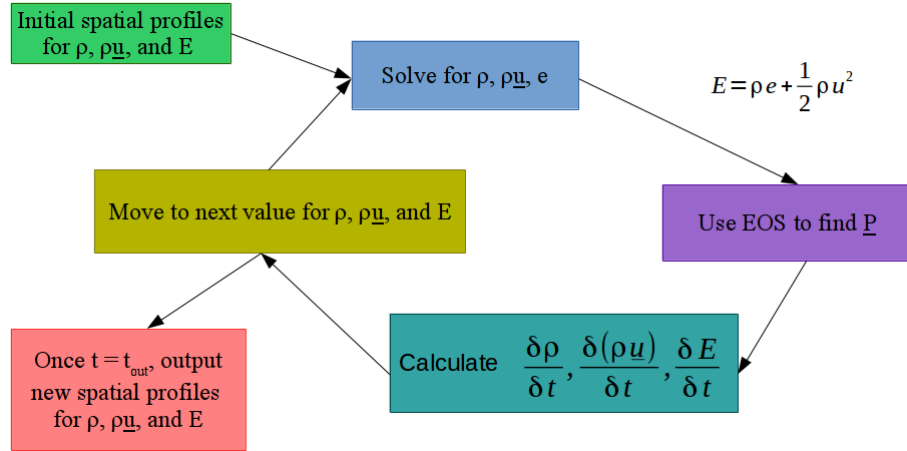 Initial spatial profiles
for ρ, ρu̲, and E
Solve for ρ, ρu̲, e
E=ρe+½ρu²
Move to next value for ρ, ρu̲, and E
Use EOS to find P̲
Calculate δρ/δt, δ(ρu̲)/δt, δE/δt
Once t = t_out, output
new spatial profiles
for ρ, ρu̲, and E